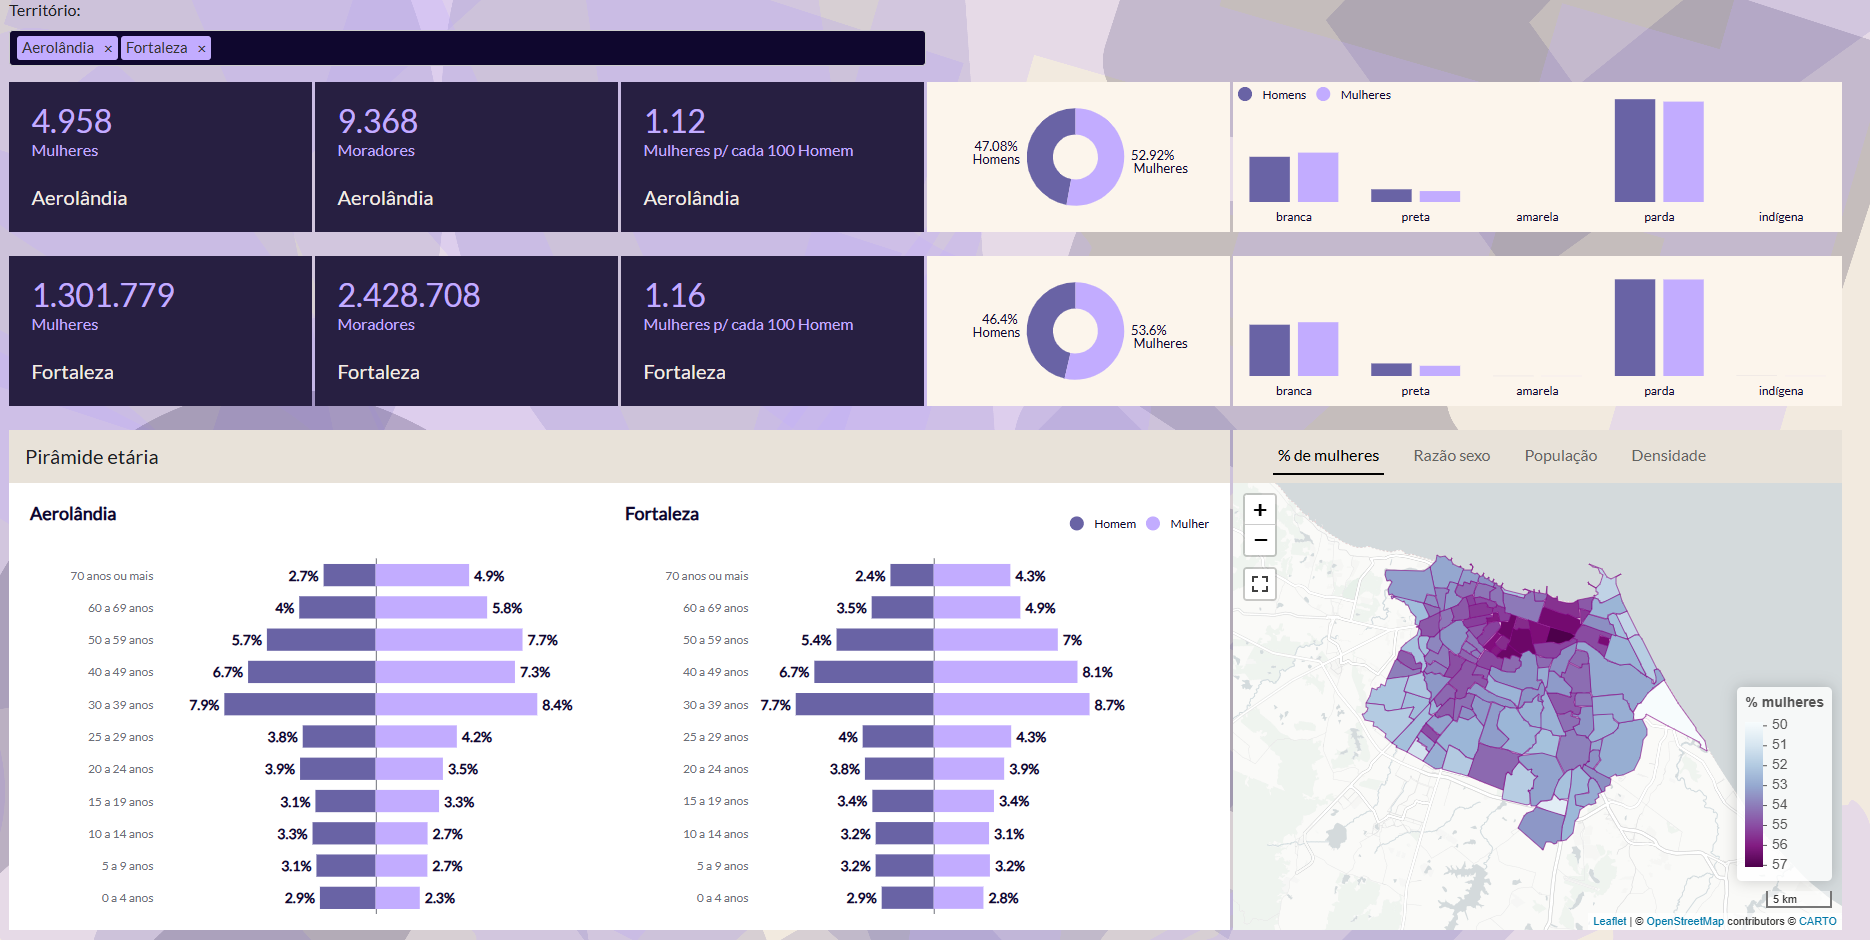 Território:
Aerolândia × Fortaleza ×
4.958
Mulheres
Aerolândia
9.368
Moradores
Aerolândia
1.12
Mulheres p/ cada 100 Homem
Aerolândia
47.08%
Homens
52.92%
Mulheres
Homens Mulheres
branca preta amarela parda indígena
1.301.779
Mulheres
Fortaleza
2.428.708
Moradores
Fortaleza
1.16
Mulheres p/ cada 100 Homem
Fortaleza
46.4%
Homens
53.6%
Mulheres
branca preta amarela parda indígena
Pirâmide etária
Aerolândia
70 anos ou mais 2.7% 4.9%
60 a 69 anos 4% 5.8%
50 a 59 anos 5.7% 7.7%
40 a 49 anos 6.7% 7.3%
30 a 39 anos 7.9% 8.4%
25 a 29 anos 3.8% 4.2%
20 a 24 anos 3.9% 3.5%
15 a 19 anos 3.1% 3.3%
10 a 14 anos 3.3% 2.7%
5 a 9 anos 3.1% 2.7%
0 a 4 anos 2.9% 2.3%
Fortaleza
Homem Mulher
70 anos ou mais 2.4% 4.3%
60 a 69 anos 3.5% 4.9%
50 a 59 anos 5.4% 7%
40 a 49 anos 6.7% 8.1%
30 a 39 anos 7.7% 8.7%
25 a 29 anos 4% 4.3%
20 a 24 anos 3.8% 3.9%
15 a 19 anos 3.4% 3.4%
10 a 14 anos 3.2% 3.1%
5 a 9 anos 3.2% 3.2%
0 a 4 anos 2.9% 2.8%
% de mulheres Razão sexo População Densidade
+
−
% mulheres
50
51
52
53
54
55
56
57
5 km
Leaflet | © OpenStreetMap contributors © CARTO